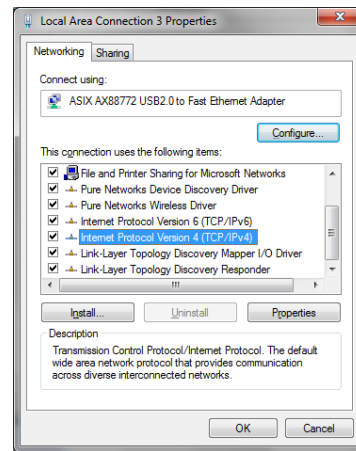 Local Area Connection 3 Properties
Networking
Sharing
Connect using:
ASIX AX88772 USB2.0 to Fast Ethernet Adapter
Configure...
This connection uses the following items:
File and Printer Sharing for Microsoft Networks
Pure Networks Device Discovery Driver
Pure Networks Wireless Driver
Internet Protocol Version 6 (TCP/IPv6)
Internet Protocol Version 4 (TCP/IPv4)
Link-Layer Topology Discovery Mapper I/O Driver
Link-Layer Topology Discovery Responder
Install...
Uninstall
Properties
Description
Transmission Control Protocol/Internet Protocol. The default
wide area network protocol that provides communication
across diverse interconnected networks.
OK
Cancel